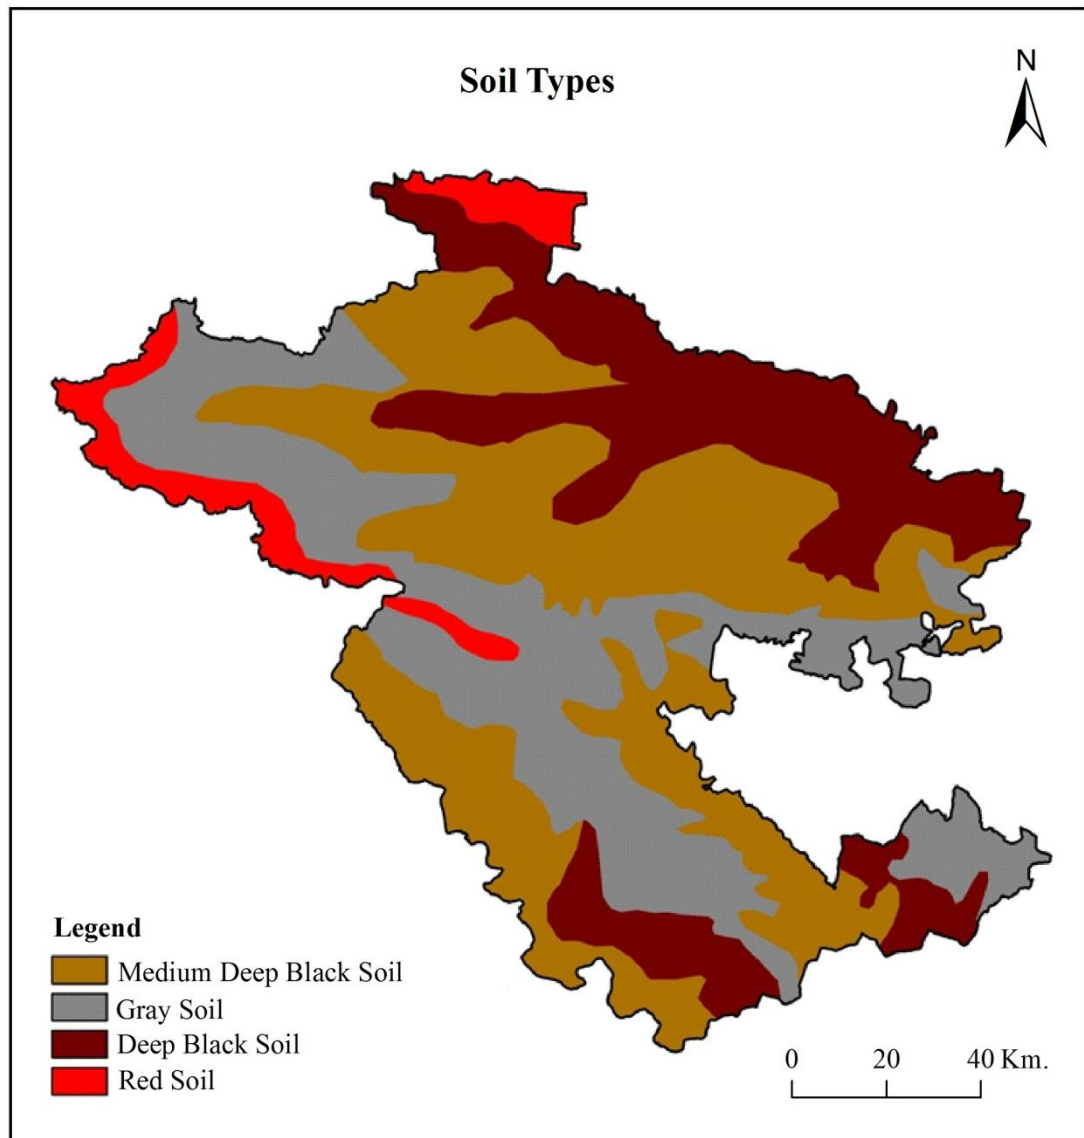 Soil Types
N
Legend
Medium Deep Black Soil
Gray Soil
Deep Black Soil
Red Soil
0 20 40 Km.